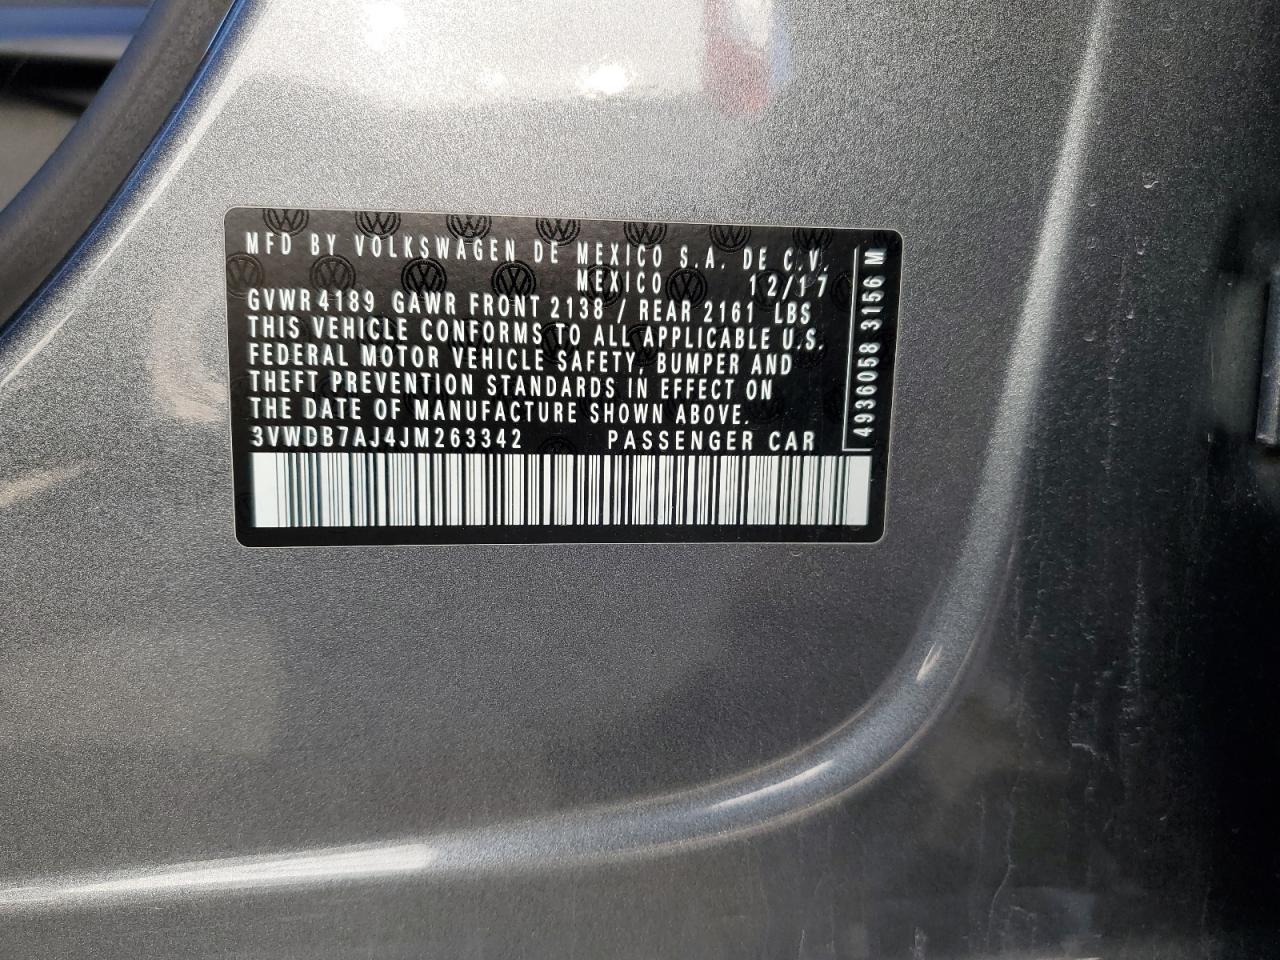 MFD BY VOLKSWAGEN DE MEXICO S.A. DE C.V.
MEXICO 12/17
GVWR 4189 GAWR FRONT 2138 / REAR 2161 LBS
THIS VEHICLE CONFORMS TO ALL APPLICABLE U.S.
FEDERAL MOTOR VEHICLE SAFETY, BUMPER AND
THEFT PREVENTION STANDARDS IN EFFECT ON
THE DATE OF MANUFACTURE SHOWN ABOVE.
3VWDB7AJ4JM263342 PASSENGER CAR
4936058 3156 M